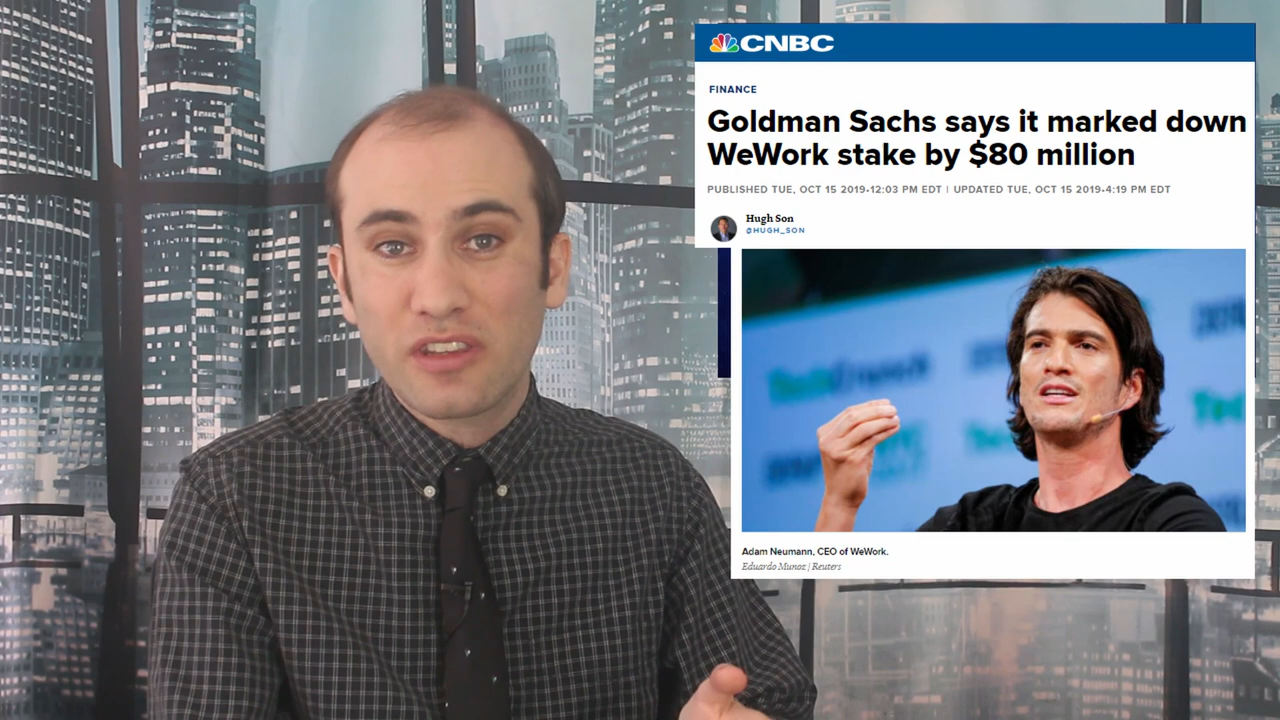 CNBC
FINANCE
Goldman Sachs says it marked down
WeWork stake by $80 million
PUBLISHED TUE, OCT 15 2019•12:03 PM EDT | UPDATED TUE, OCT 15 2019•4:19 PM EDT
Hugh Son
@HUGH_SON
TechCrunch
Adam Neumann, CEO of WeWork.
Eduardo Munoz | Reuters